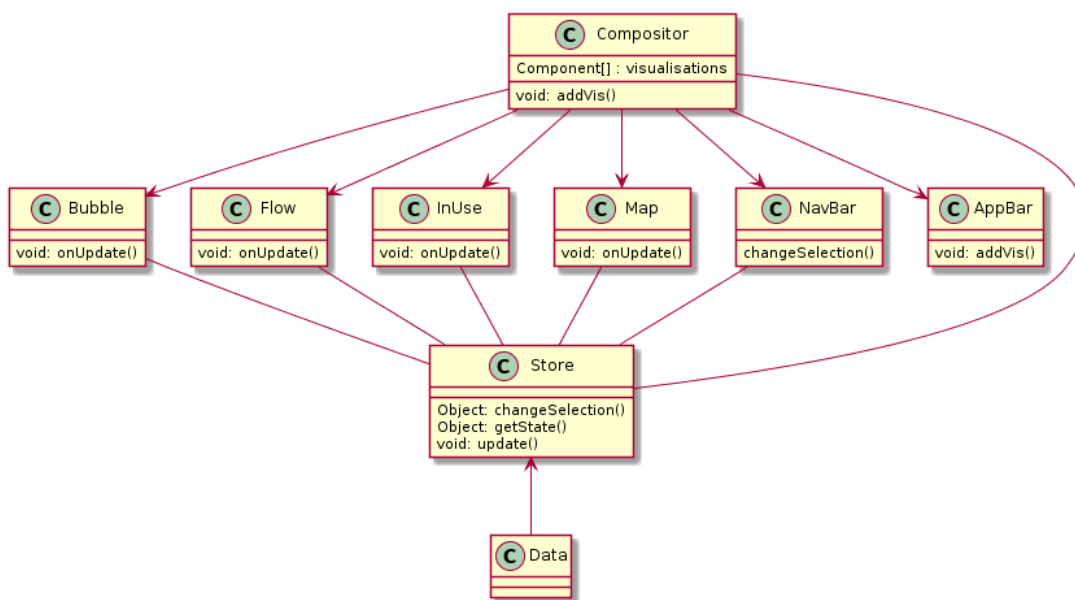 C Compositor
Component[] : visualisations
void: addVis()
C Bubble
void: onUpdate()
C Flow
void: onUpdate()
C InUse
void: onUpdate()
C Map
void: onUpdate()
C NavBar
changeSelection()
C AppBar
void: addVis()
C Store
Object: changeSelection()
Object: getState()
void: update()
C Data